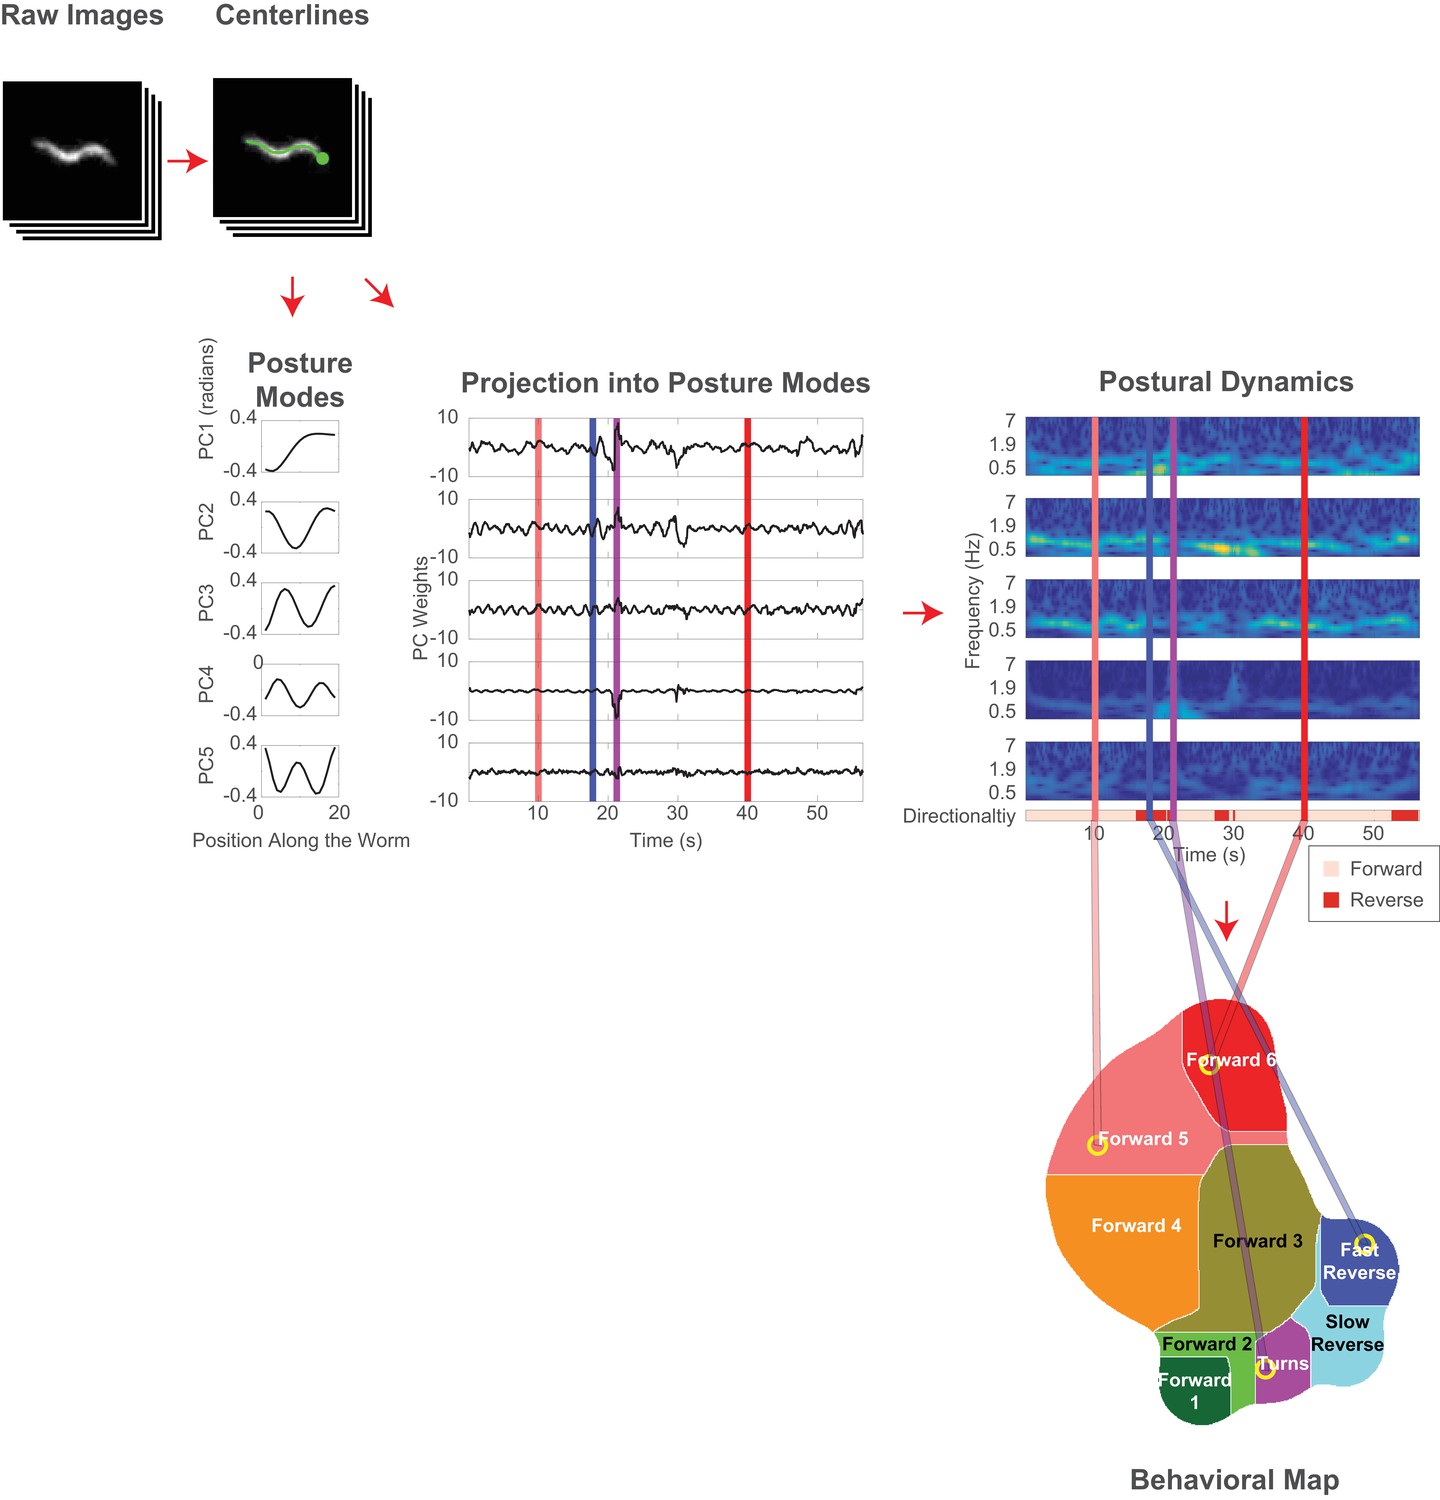 Raw Images
Centerlines
Posture
Modes
PC1 (radians)
0.4
-0.4
PC2
0.4
-0.4
PC3
0.4
-0.4
PC4
0
-0.4
PC5
0.4
-0.4
0
20
Position Along the Worm
Projection into Posture Modes
PC Weights
10
-10
10
-10
10
-10
10
-10
10
-10
10
20
30
40
50
Time (s)
Postural Dynamics
Frequency (Hz)
7
1.9
0.5
7
1.9
0.5
7
1.9
0.5
7
1.9
0.5
7
1.9
0.5
Directionaltiy
10
20
30
40
50
Time (s)
Forward
Reverse
Forward 6
Forward 5
Forward 4
Forward 3
Fast
Reverse
Slow
Reverse
Forward 2
Turns
Forward
1
Behavioral Map